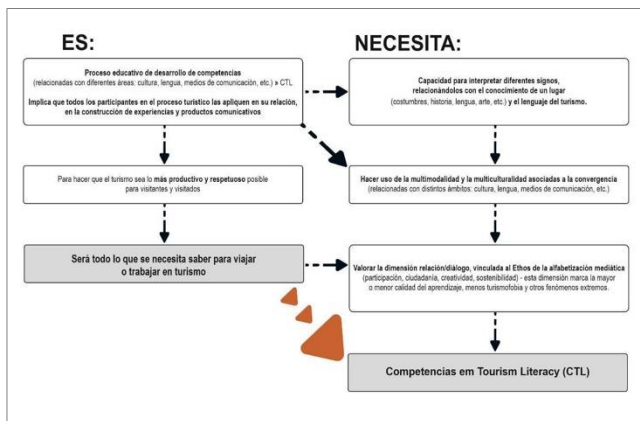 ES:
Proceso educativo de desarrollo de competencias
(relacionadas con diferentes áreas: cultura, lengua, medios de comunicación, etc.) » CTL
Implica que todos los participantes en el proceso turístico las apliquen en su relación,
en la construcción de experiencias y productos comunicativos
Para hacer que el turismo sea lo más productivo y respetuoso posible
para visitantes y visitados
Será todo lo que se necesita saber para viajar
o trabajar en turismo
NECESITA:
Capacidad para interpretar diferentes signos,
relacionándolos con el conocimiento de un lugar
(costumbres, historia, lengua, arte, etc.) y el lenguaje del turismo.
Hacer uso de la multimodalidad y la multiculturalidad asociadas a la convergencia
(relacionadas con distintos ámbitos: cultura, lengua, medios de comunicación, etc.)
Valorar la dimensión relación/diálogo, vinculada al Ethos de la alfabetización mediática
(participación, ciudadanía, creatividad, sostenibilidad) - esta dimensión marca la mayor
o menor calidad del aprendizaje, menos turismofobia y otros fenómenos extremos.
Competencias em Tourism Literacy (CTL)